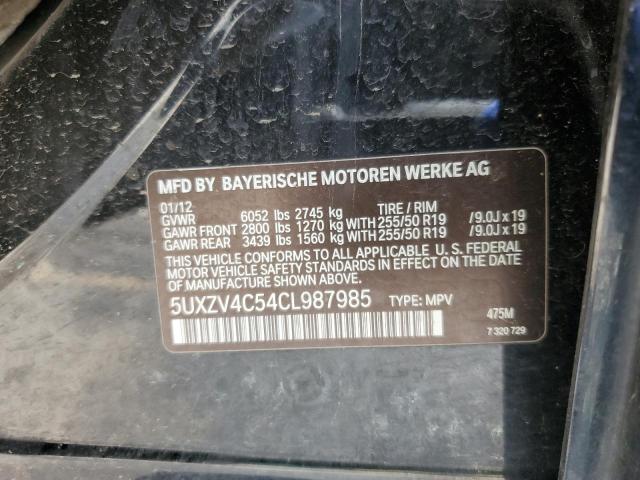 MFD BY BAYERISCHE MOTOREN WERKE AG
01/12
GVWR 6052 lbs 2745 kg TIRE / RIM
GAWR FRONT 2800 lbs 1270 kg WITH 255/50 R19 /9.0J x 19
GAWR REAR 3439 lbs 1560 kg WITH 255/50 R19 /9.0J x 19
THIS VEHICLE CONFORMS TO ALL APPLICABLE U. S. FEDERAL
MOTOR VEHICLE SAFETY STANDARDS IN EFFECT ON THE DATE
OF MANUFACTURE SHOWN ABOVE.
5UXZV4C54CL987985 TYPE: MPV
475M
7 320 729